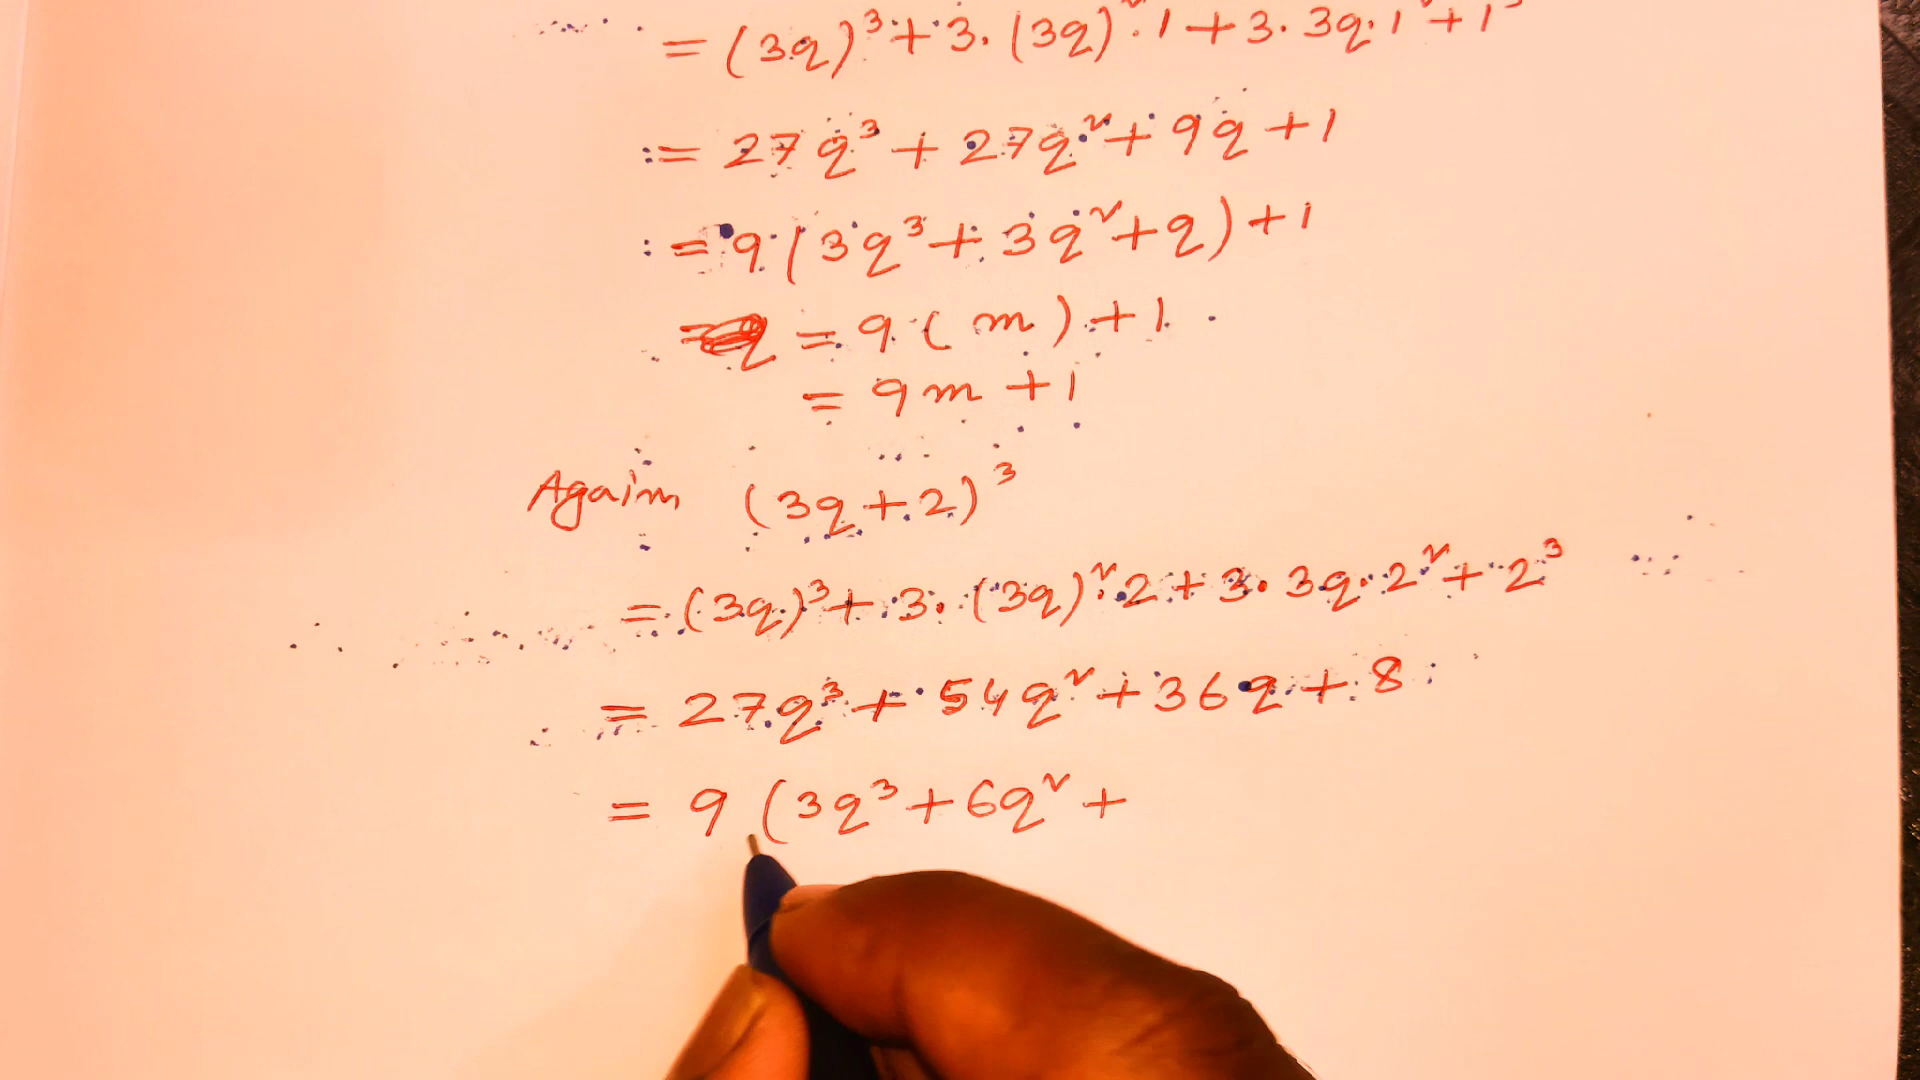 = (3q)³ + 3. (3q)².1 + 3.3q.1² + 1³
= 27q³ + 27q² + 9q + 1
= 9 (3q³ + 3q² + q) + 1
= 9 (m) + 1
= 9m + 1
Again (3q + 2)³
= (3q)³ + 3. (3q)².2 + 3.3q.2² + 2³
= 27q³ + 54q² + 36q + 8
= 9 (3q³ + 6q² +